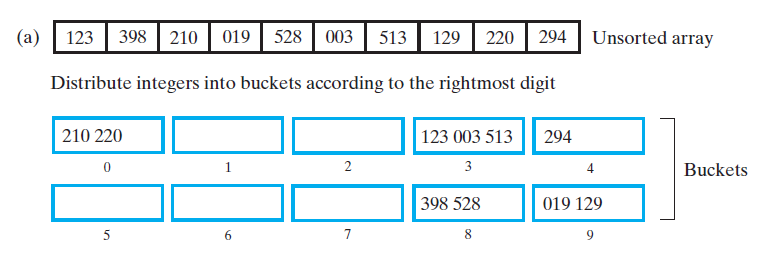 (a) 123 398 210 019 528 003 513 129 220 294 Unsorted array
Distribute integers into buckets according to the rightmost digit
210 220 123 003 513 294
0 1 2 3 4
Buckets
398 528 019 129
5 6 7 8 9